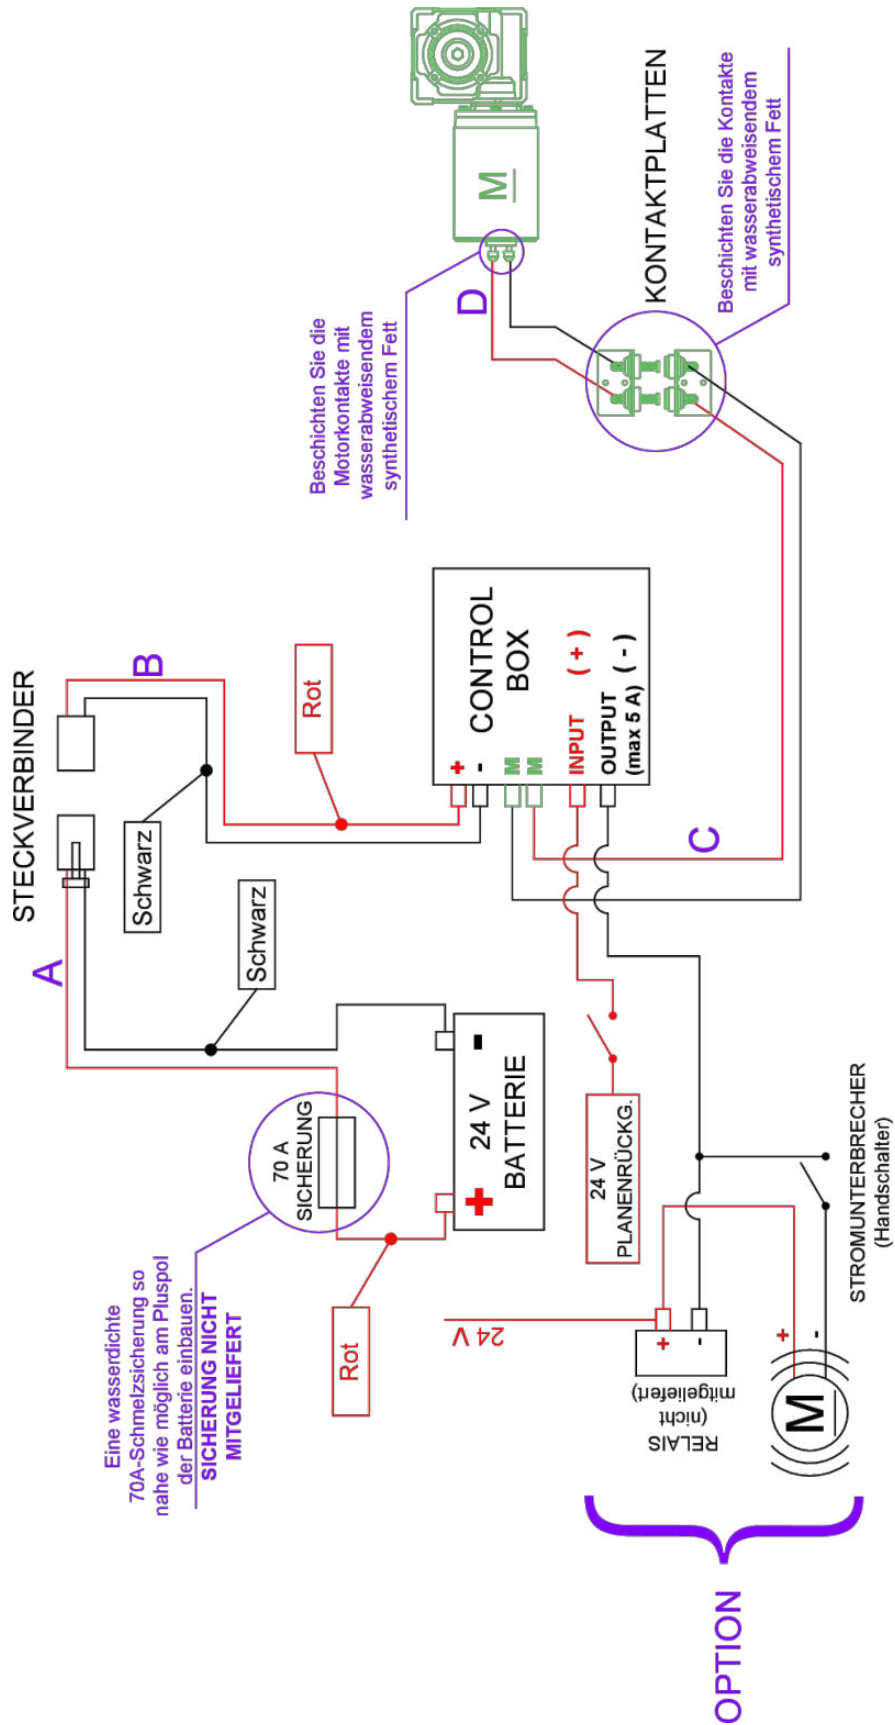 Eine wasserdichte
70A-Schmelzsicherung so
nahe wie möglich am Pluspol
der Batterie einbauen.
SICHERUNG NICHT
MITGELIEFERT
Rot
70 A
SICHERUNG
+
-
24 V
BATTERIE
Schwarz
A
STECKVERBINDER
Schwarz
B
Rot
+
-
M
M
CONTROL
BOX
INPUT
( + )
OUTPUT
(max 5 A)
( - )
C
Beschichten Sie die
Motorkontakte mit
wasserabweisendem
synthetischem Fett
D
M
KONTAKTPLATTEN
Beschichten Sie die Kontakte
mit wasserabweisendem
synthetischem Fett
24 V
PLANENRÜCKG.
24 V
+
-
RELAIS
(nicht
mitgeliefert)
M
+
-
STROMUNTERBRECHER
(Handschalter)
OPTION